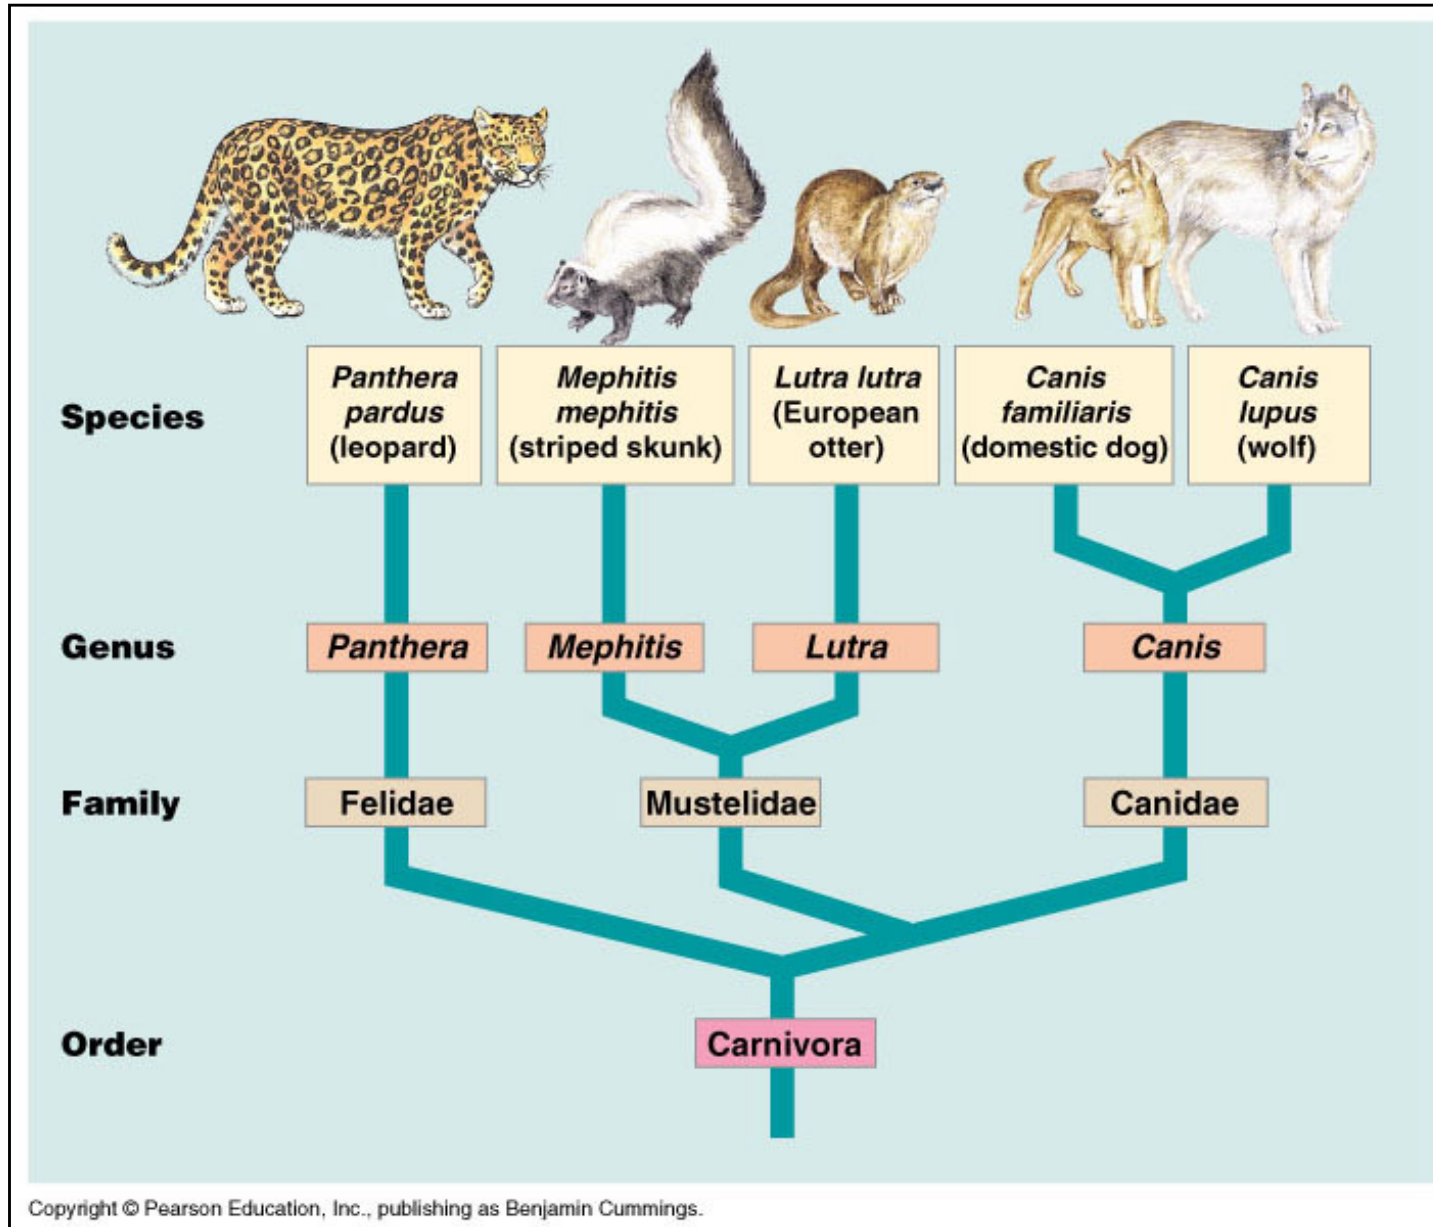 Species
Panthera
pardus
(leopard)
Mephitis
mephitis
(striped skunk)
Lutra lutra
(European
otter)
Canis
familiaris
(domestic dog)
Canis
lupus
(wolf)
Genus
Panthera
Mephitis
Lutra
Canis
Family
Felidae
Mustelidae
Canidae
Order
Carnivora
Copyright © Pearson Education, Inc., publishing as Benjamin Cummings.